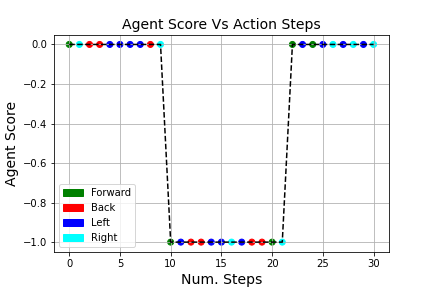 Agent Score Vs Action Steps
0.0
−0.2
−0.4
−0.6
−0.8
−1.0
Agent Score
Forward
Back
Left
Right
0 5 10 15 20 25 30
Num. Steps